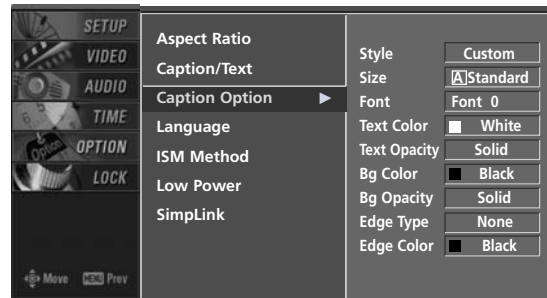 SETUP
VIDEO
AUDIO
TIME
OPTION
LOCK
Move MENU Prev
Aspect Ratio
Caption/Text
Caption Option ▶
Language
ISM Method
Low Power
SimpLink
Style Custom
Size A Standard
Font Font 0
Text Color White
Text Opacity Solid
Bg Color Black
Bg Opacity Solid
Edge Type None
Edge Color Black